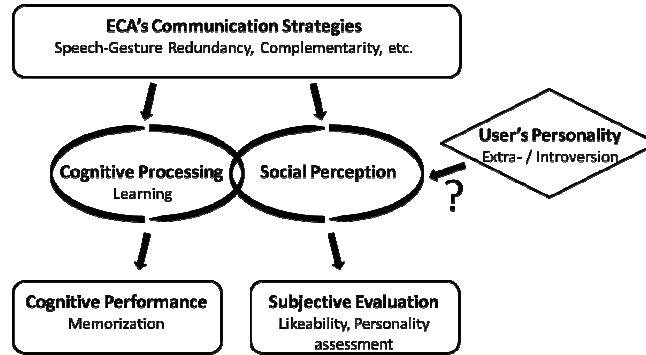 ECA's Communication Strategies
Speech-Gesture Redundancy, Complementarity, etc.
User's Personality
Extra- / Introversion
Cognitive Processing
Learning
Social Perception
?
Cognitive Performance
Memorization
Subjective Evaluation
Likeability, Personality
assessment